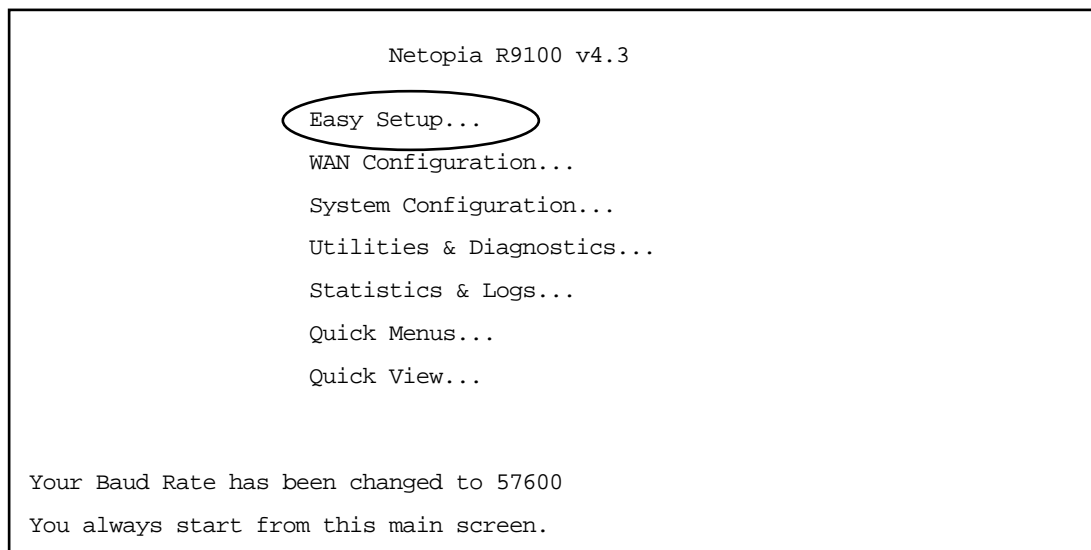 Netopia R9100 v4.3
Easy Setup...
WAN Configuration...
System Configuration...
Utilities & Diagnostics...
Statistics & Logs...
Quick Menus...
Quick View...
Your Baud Rate has been changed to 57600
You always start from this main screen.